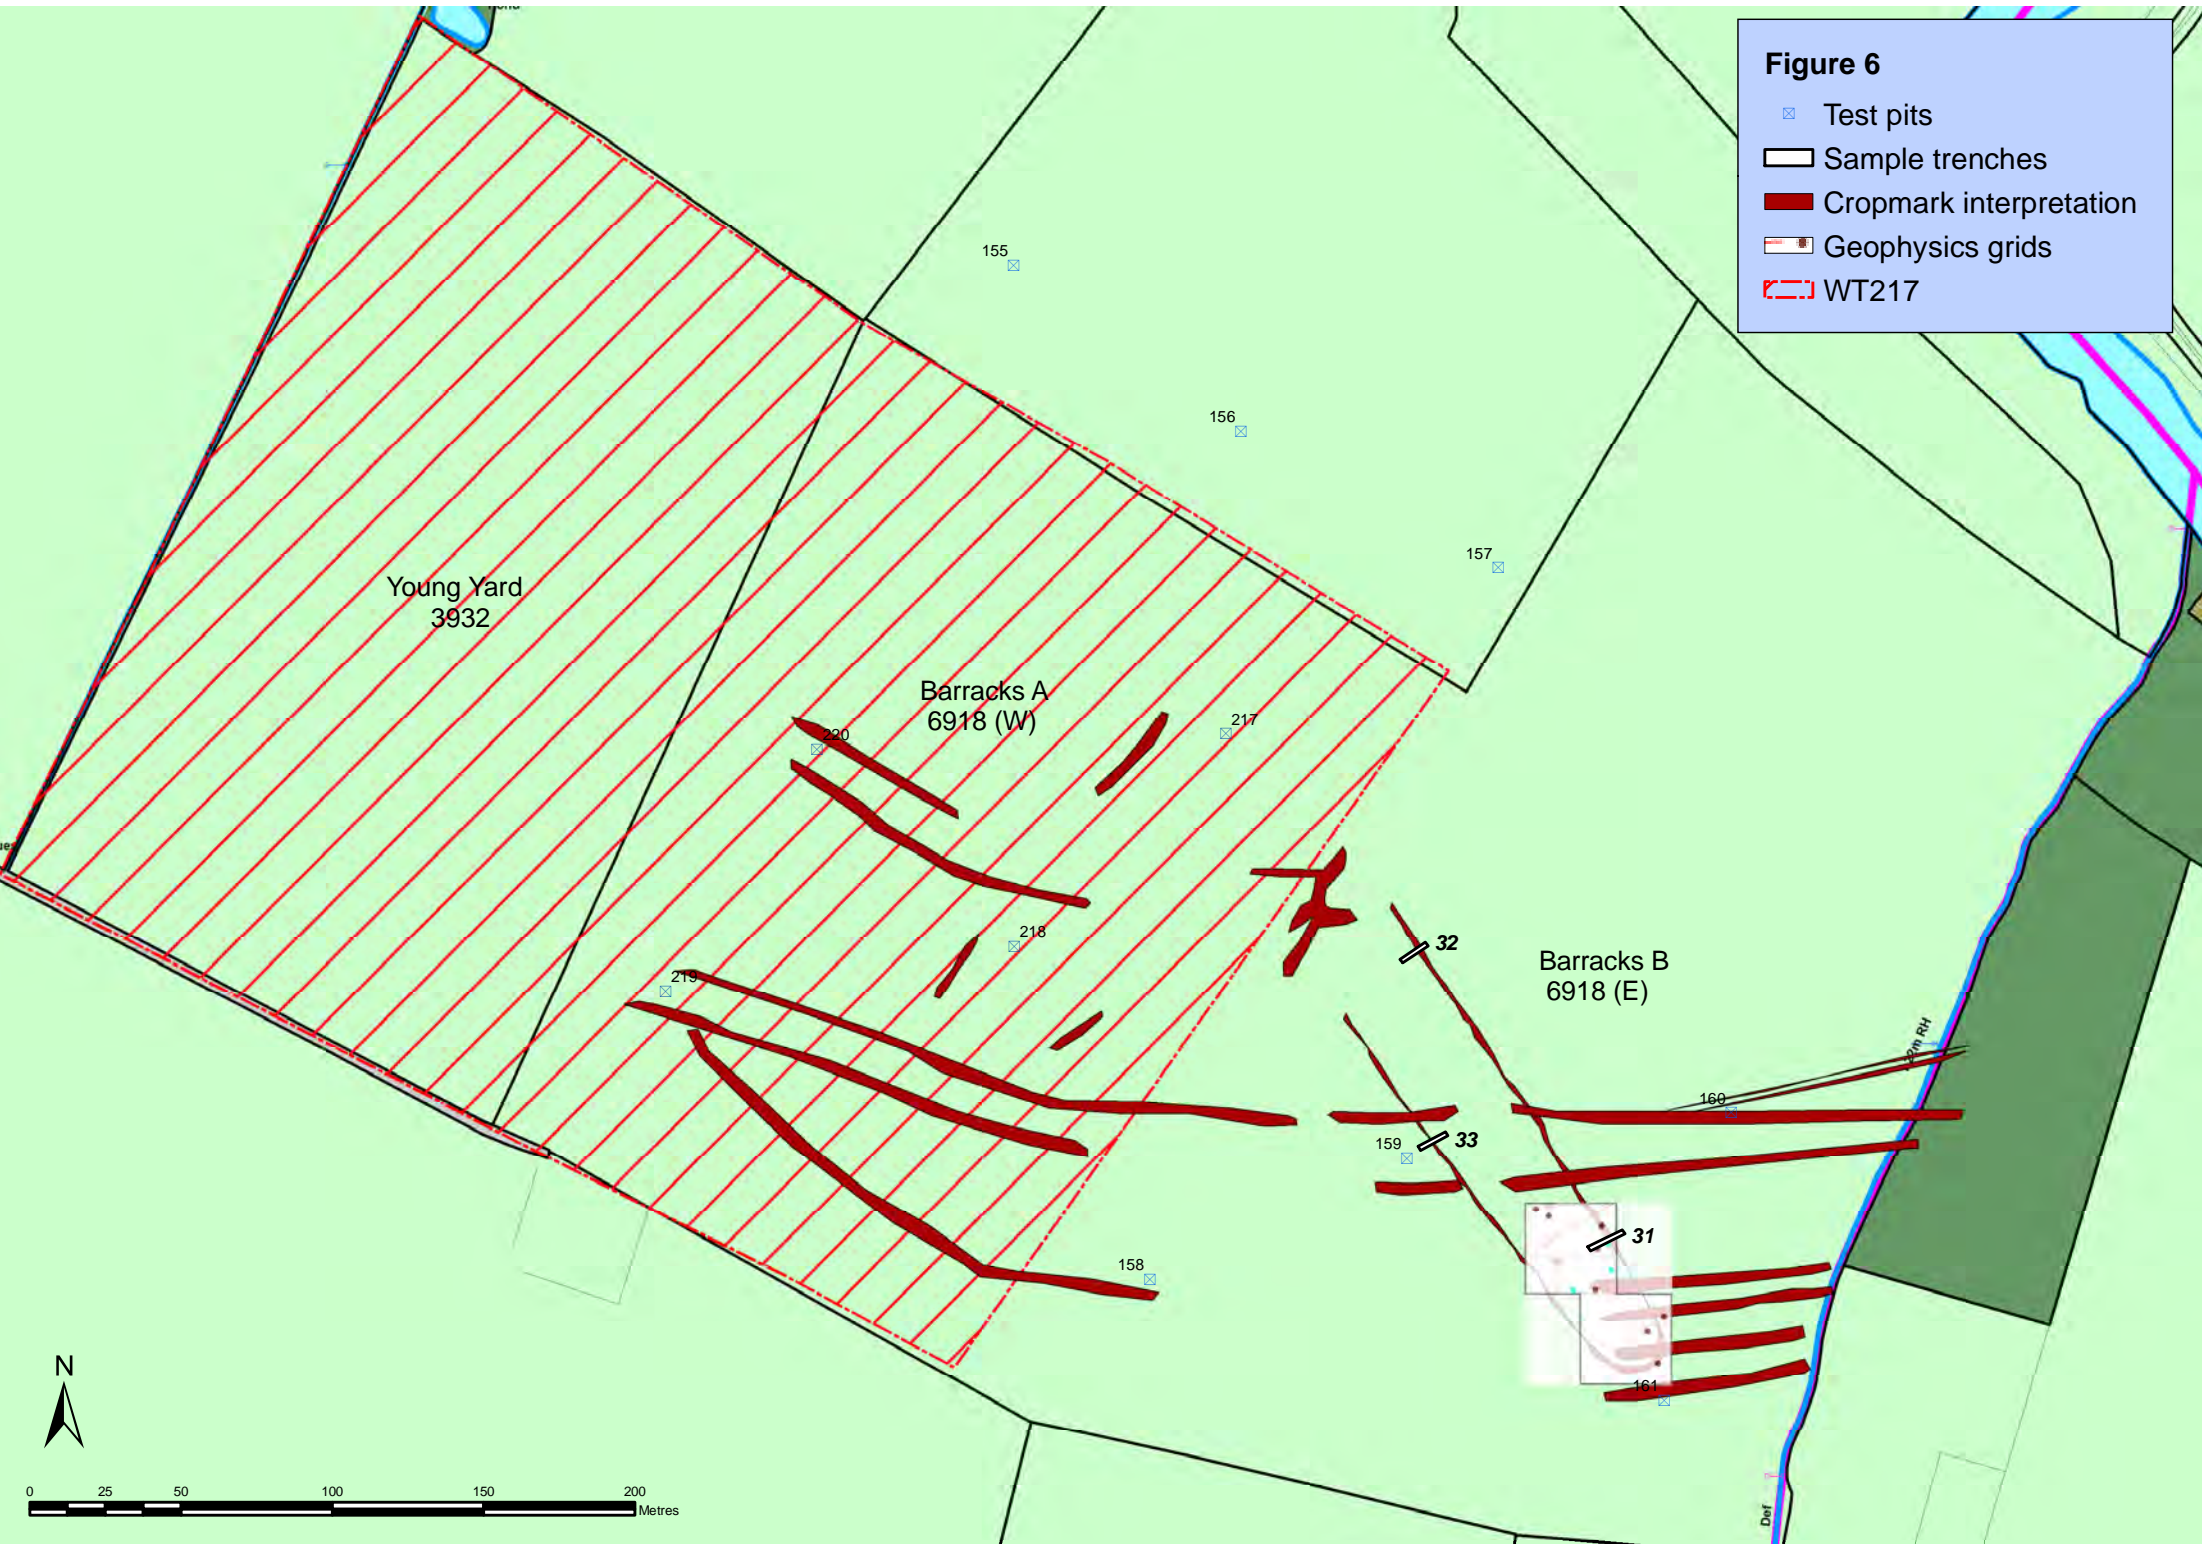 Figure 6
Test pits
Sample trenches
Cropmark interpretation
Geophysics grids
WT217
155
156
157
Young Yard
3932
Barracks A
6918 (W)
217
220
218
219
32
Barracks B
6918 (E)
160
159
33
31
158
161
Def
N
0 25 50 100 150 200
Metres